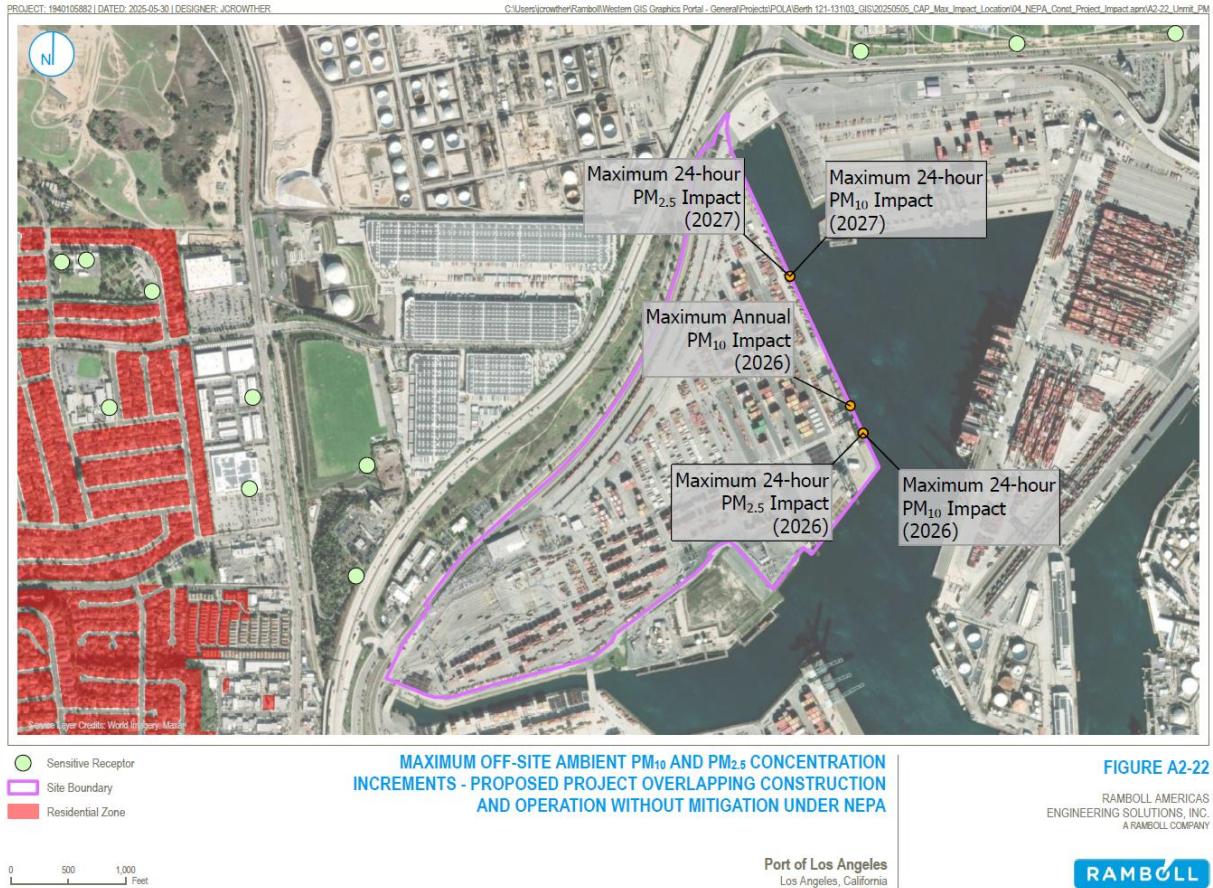 PROJECT: 1940105882 | DATED: 2025-05-30 | DESIGNER: JCROWTHER
C:\Users\jcrowther\Ramboll\Western GIS Graphics Portal - General\Projects\POLA\Berth 121-131\03_GIS\20250505_CAP_Max_Impact_Location\04_NEPA_Const_Project_Impact.aprx\A2-22_Unmit_PM
N
Maximum 24-hour
PM2.5 Impact
(2027)
Maximum 24-hour
PM10 Impact
(2027)
Maximum Annual
PM10 Impact
(2026)
Maximum 24-hour
PM2.5 Impact
(2026)
Maximum 24-hour
PM10 Impact
(2026)
Service Layer Credits: World Imagery: Maxar
Sensitive Receptor
Site Boundary
Residential Zone
0 500 1,000
Feet
MAXIMUM OFF-SITE AMBIENT PM10 AND PM2.5 CONCENTRATION
INCREMENTS - PROPOSED PROJECT OVERLAPPING CONSTRUCTION
AND OPERATION WITHOUT MITIGATION UNDER NEPA
Port of Los Angeles
Los Angeles, California
FIGURE A2-22
RAMBOLL AMERICAS
ENGINEERING SOLUTIONS, INC.
A RAMBOLL COMPANY
RAMBOLL